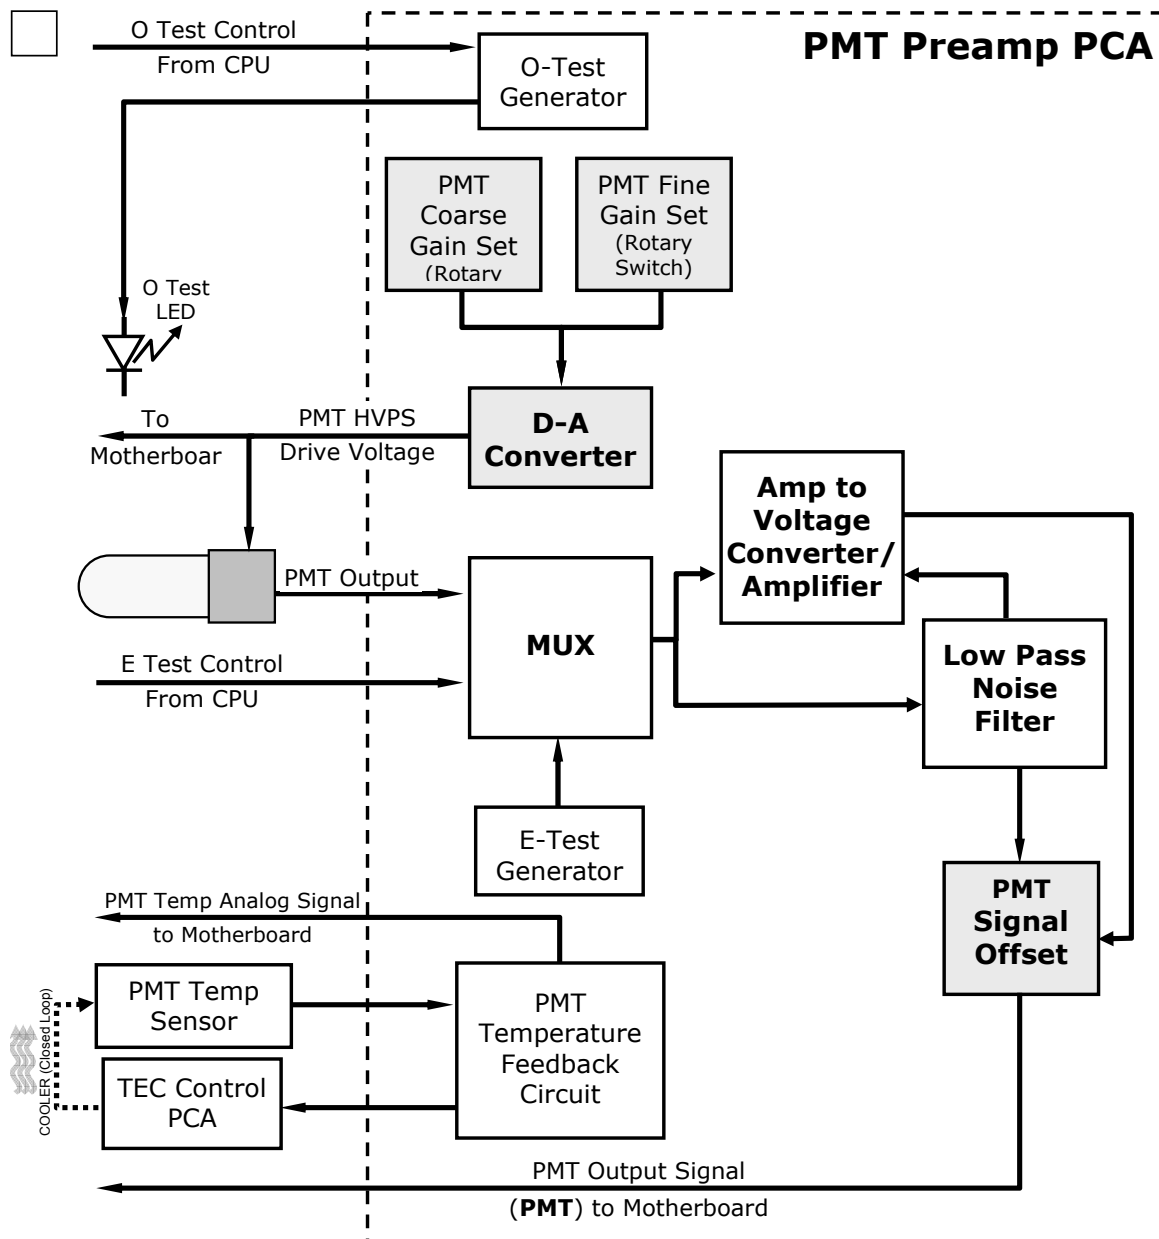 O Test Control
From CPU
PMT Preamp PCA
O-Test
Generator
PMT
Coarse
Gain Set
(Rotary
PMT Fine
Gain Set
(Rotary
Switch)
O Test
LED
To
Motherboar
PMT HVPS
Drive Voltage
D-A
Converter
Amp to
Voltage
Converter/
Amplifier
PMT Output
MUX
E Test Control
From CPU
Low Pass
Noise
Filter
E-Test
Generator
PMT Temp Analog Signal
to Motherboard
PMT
Signal
Offset
PMT Temp
Sensor
PMT
Temperature
Feedback
Circuit
COOLER (Closed Loop)
TEC Control
PCA
PMT Output Signal
(PMT) to Motherboard